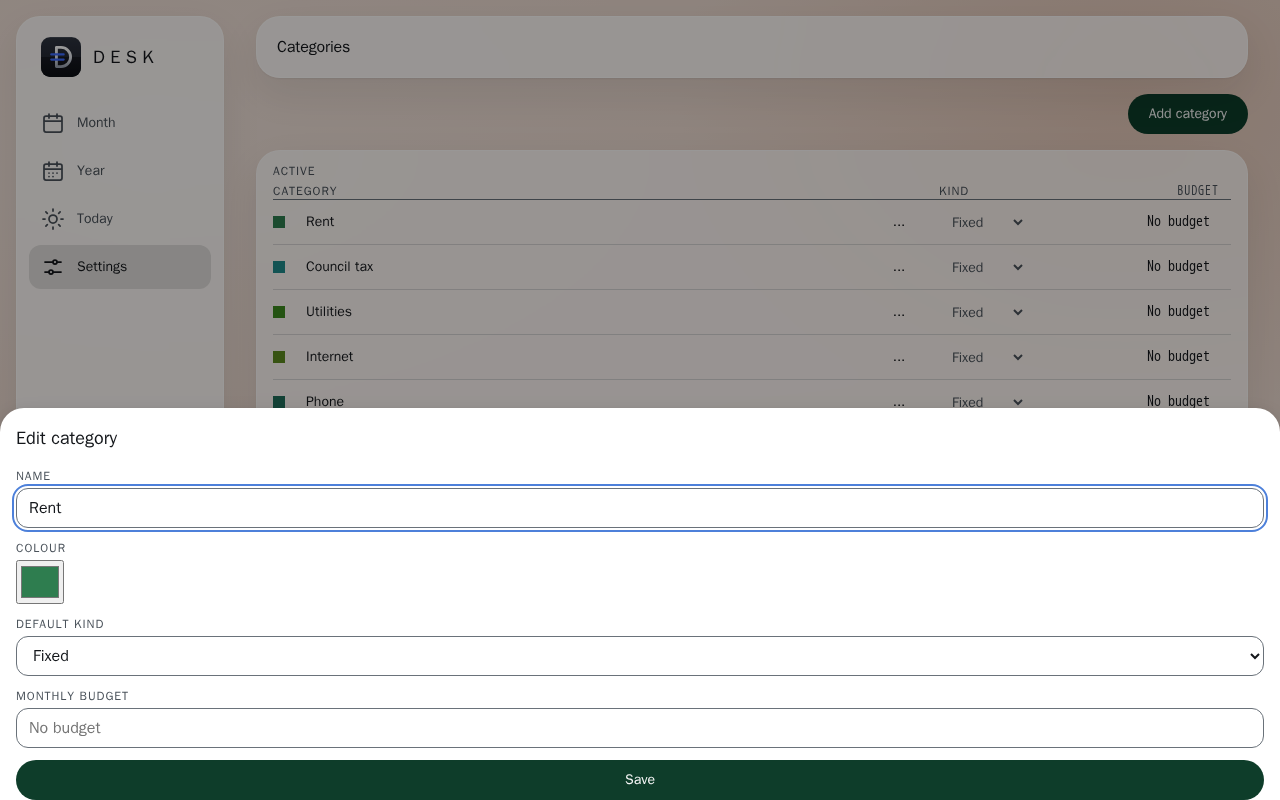 DESK
Month
Year
Today
Settings
Categories
Add category
ACTIVE
CATEGORY KIND BUDGET
Rent ... Fixed No budget
Council tax ... Fixed No budget
Utilities ... Fixed No budget
Internet ... Fixed No budget
Phone ... Fixed No budget
Edit category
NAME
Rent
COLOUR
DEFAULT KIND
Fixed
MONTHLY BUDGET
No budget
Save